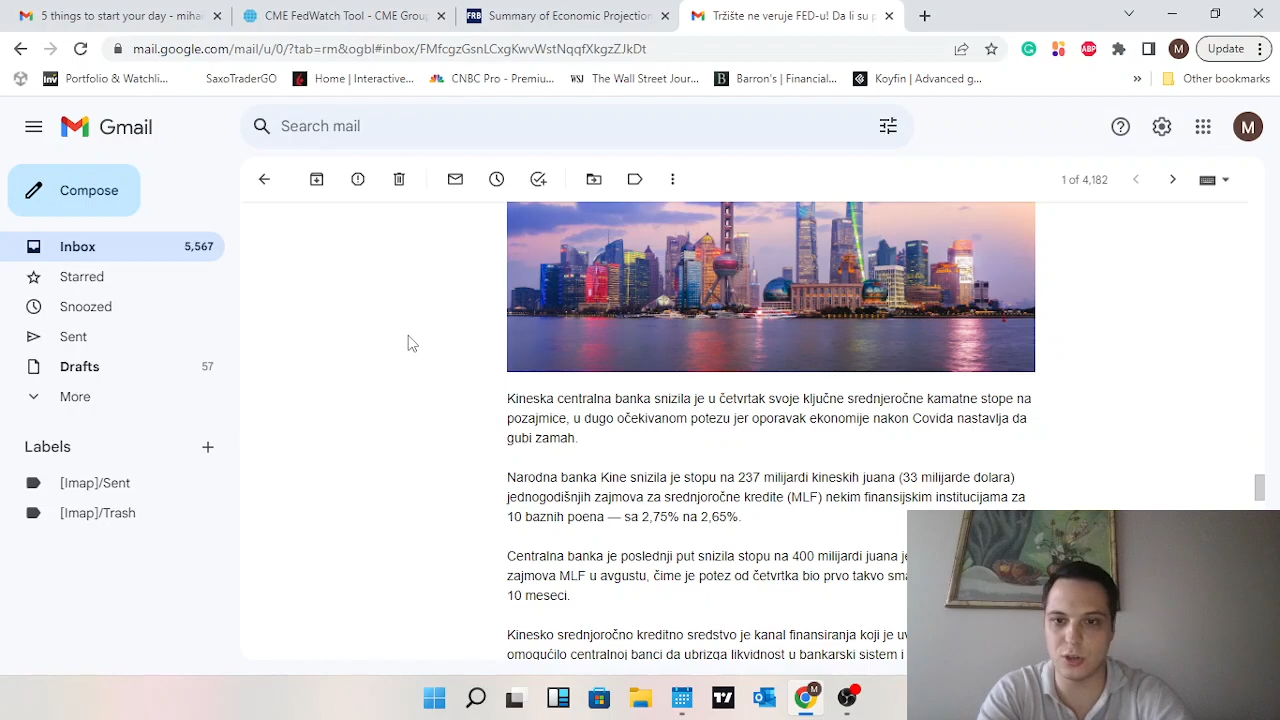 5 things to start your day - miha
CME FedWatch Tool - CME Grou
FRB
Summary of Economic Projection
Tržište ne veruje FED-u! Da li su p
mail.google.com/mail/u/0/?tab=rm&ogbl#inbox/FMfcgzGsnLCxgKwvWstNqqfXkgzZJkDt
ABP
M
Update
Inv
Portfolio & Watchli...
SaxoTraderGO
Home | Interactive...
CNBC Pro - Premiu...
WSJ
The Wall Street Jour...
B
Barron's | Financial...
Koyfin | Advanced g...
»
Other bookmarks
Gmail
Search mail
M
Compose
1 of 4,182
Inbox
5,567
Starred
Snoozed
Sent
Drafts
57
More
Labels
[Imap]/Sent
[Imap]/Trash
Kineska centralna banka snizila je u četvrtak svoje ključne srednjeročne kamatne stope na
pozajmice, u dugo očekivanom potezu jer oporavak ekonomije nakon Covida nastavlja da
gubi zamah.
Narodna banka Kine snizila je stopu na 237 milijardi kineskih juana (33 milijarde dolara)
jednogodišnjih zajmova za srednjoročne kredite (MLF) nekim finansijskim institucijama za
10 baznin poena — sa 2,75% na 2,65%.
Centralna banka je poslednji put snizila stopu na 400 milijardi juana je
zajmova MLF u avgustu, čime je potez od četvrtka bio prvo takvo sma
10 meseci.
Kinesko srednjoročno kreditno sredstvo je kanal finansiranja koji je uv
omogućilo centralnoj banci da ubrizga likvidnost u bankarski sistem i
M